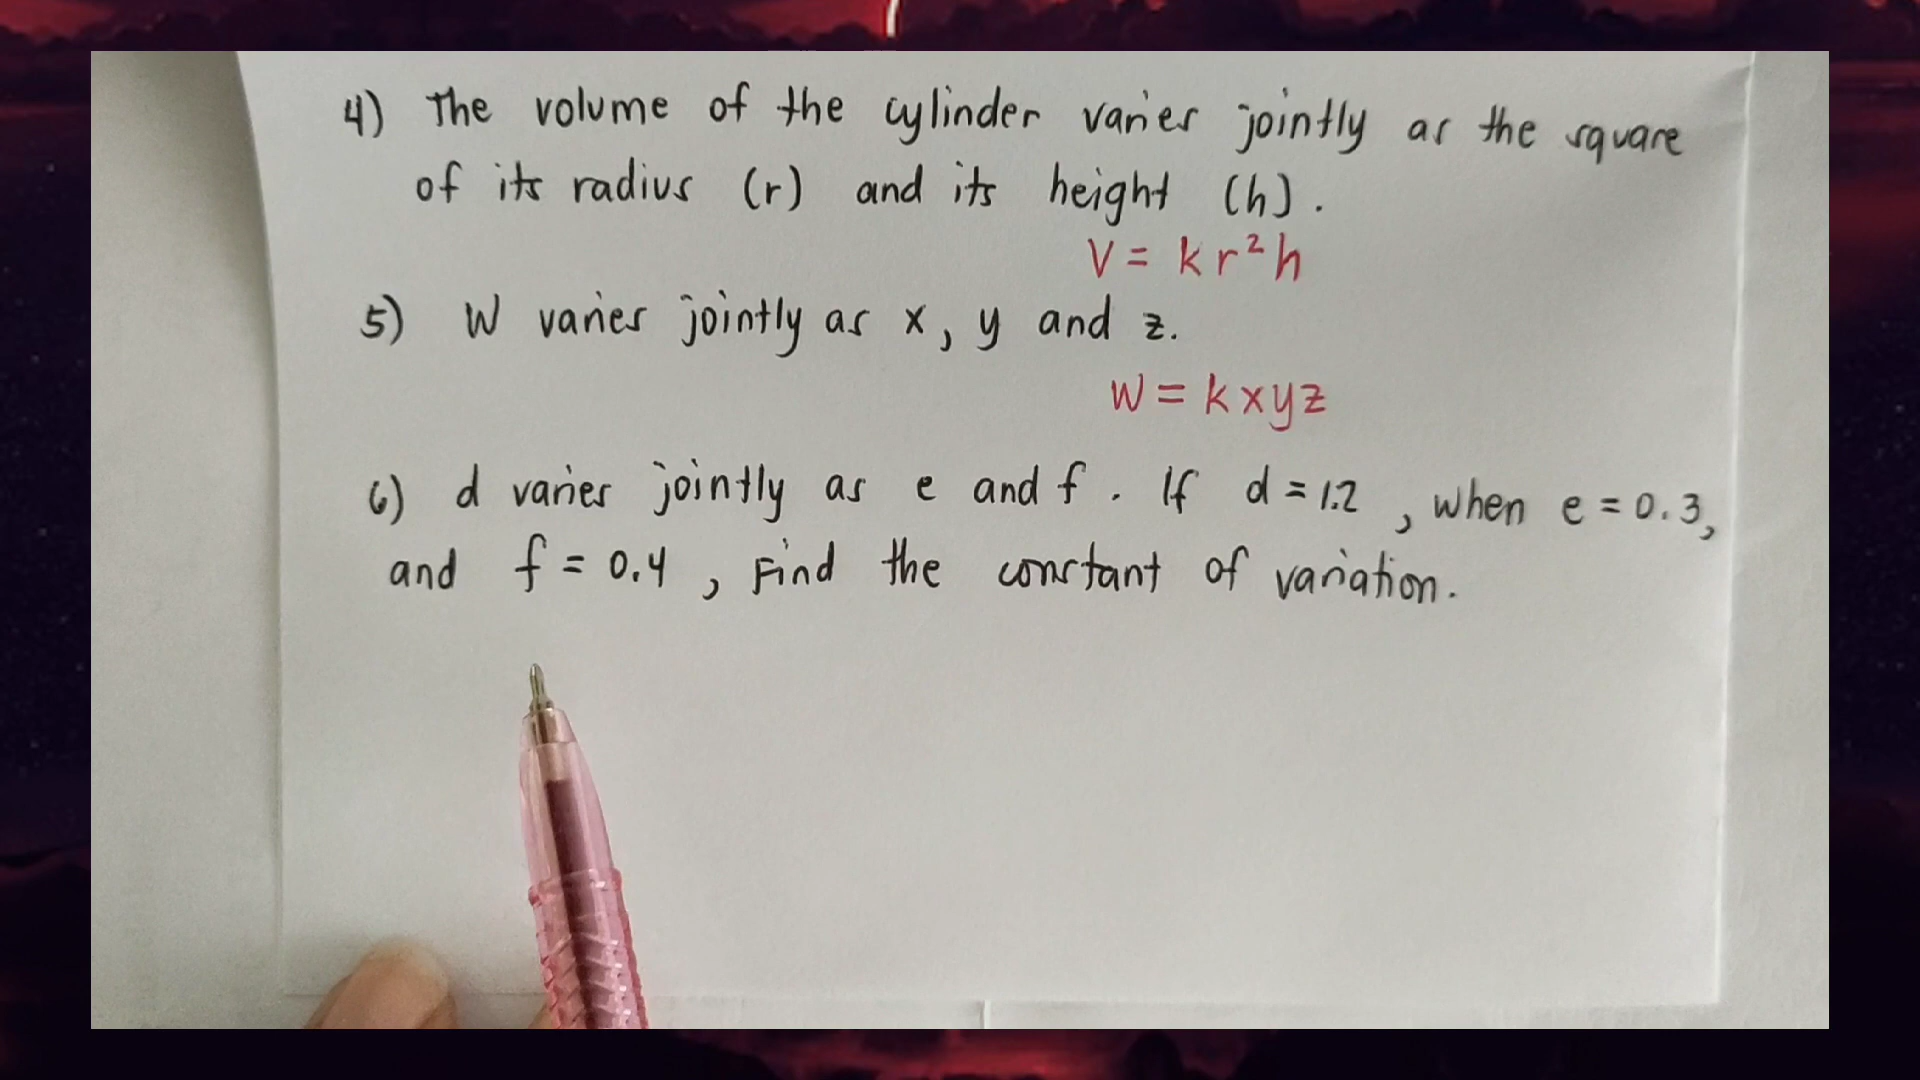 4) The volume of the cylinder varies jointly as the square
of its radius (r) and its height (h).
V = kr²h
5) W varies jointly as x, y and z.
W = kxyz
6) d varies jointly as e and f. If d = 1.2, when e = 0.3,
and f = 0.4, Find the constant of variation.